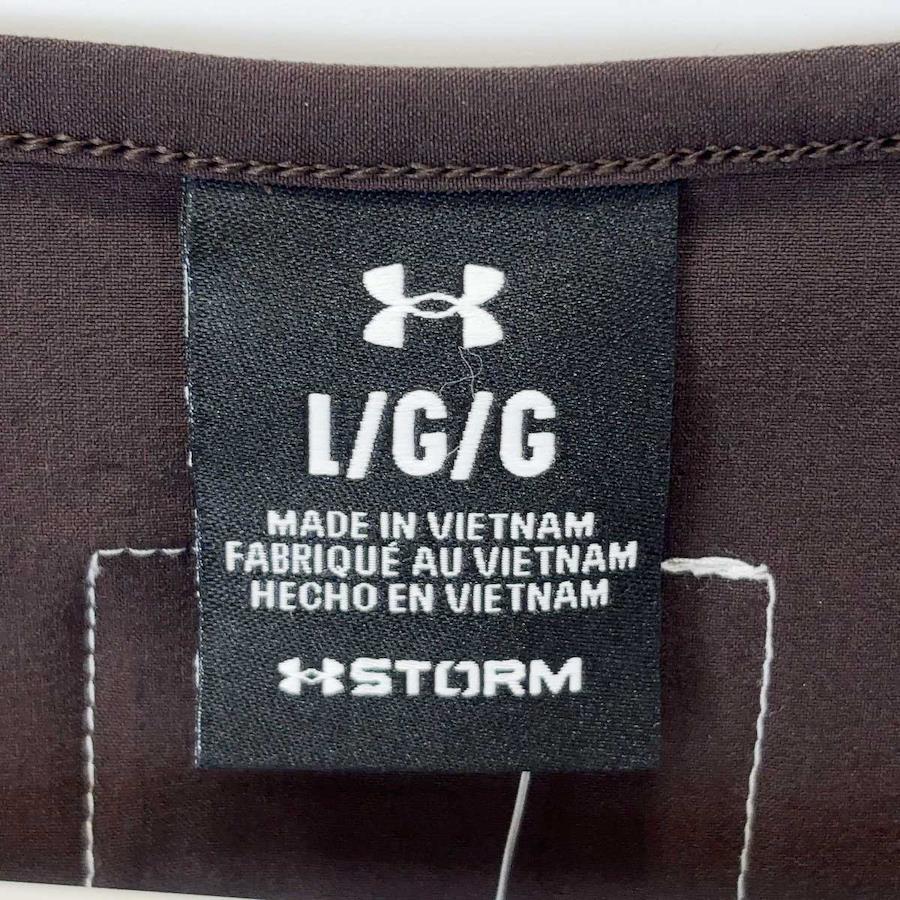 L/G/G
MADE IN VIETNAM
FABRIQUÉ AU VIETNAM
HECHO EN VIETNAM
STORM